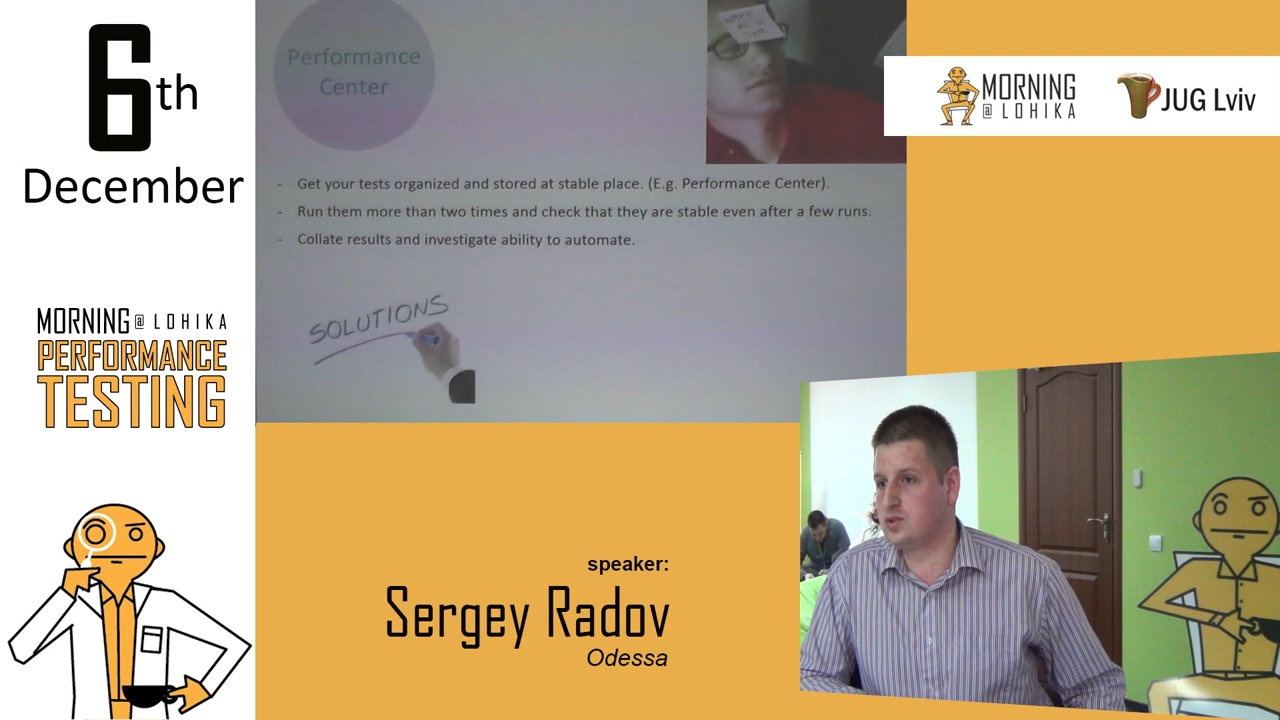 6th
December
MORNING @ LOHIKA
PERFORMANCE
TESTING
Performance
Center
- Get your tests organized and stored at stable place. (E.g. Performance Center).
- Run them more than two times and check that they are stable even after a few runs.
- Collate results and investigate ability to automate.
SOLUTIONS
MORNING
@ LOHIKA
JUG Lviv
speaker:
Sergey Radov
Odessa